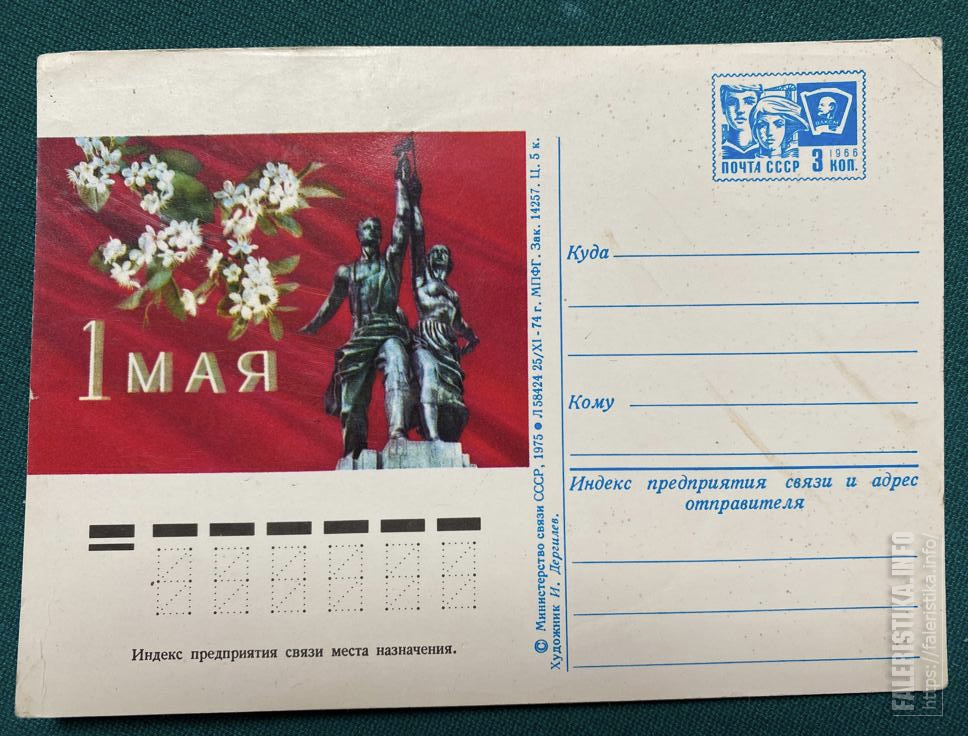 1 МАЯ
ВЛКСМ
1966
ПОЧТА СССР 3 КОП.
Куда
Кому
Индекс предприятия связи и адрес
отправителя
Индекс предприятия связи места назначения.
© Министерство связи СССР, 1975 ● Л 58424 25/XI - 74 г. МПФГ. Зак. 14257. Ц. 5 к.
Художник И. Дергилев.
FALERISTIKA.INFO
https://faleristika.info/